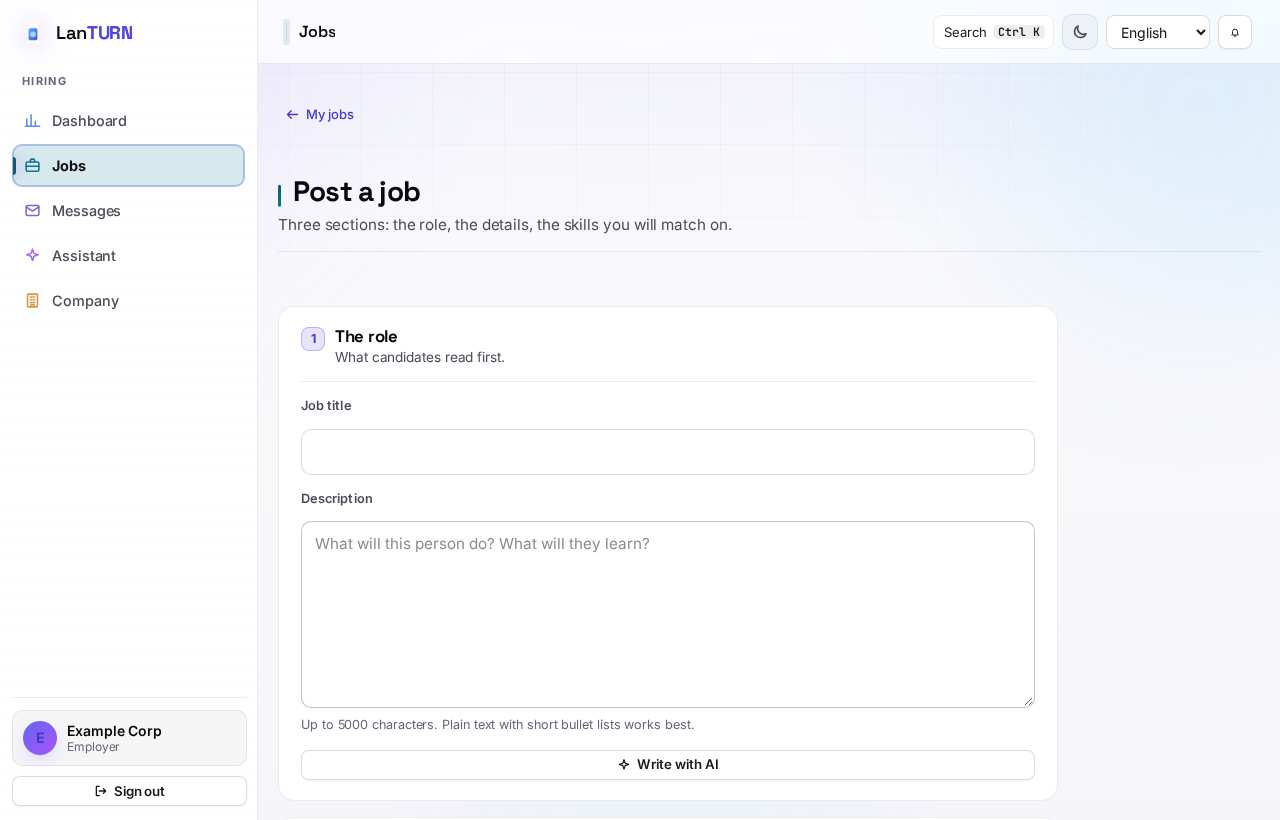 LanTURN
HIRING
Dashboard
Jobs
Messages
Assistant
Company
E
Example Corp
Employer
Sign out
Jobs
Search Ctrl K
English
My jobs
Post a job
Three sections: the role, the details, the skills you will match on.
1
The role
What candidates read first.
Job title
Description
What will this person do? What will they learn?
Up to 5000 characters. Plain text with short bullet lists works best.
Write with AI